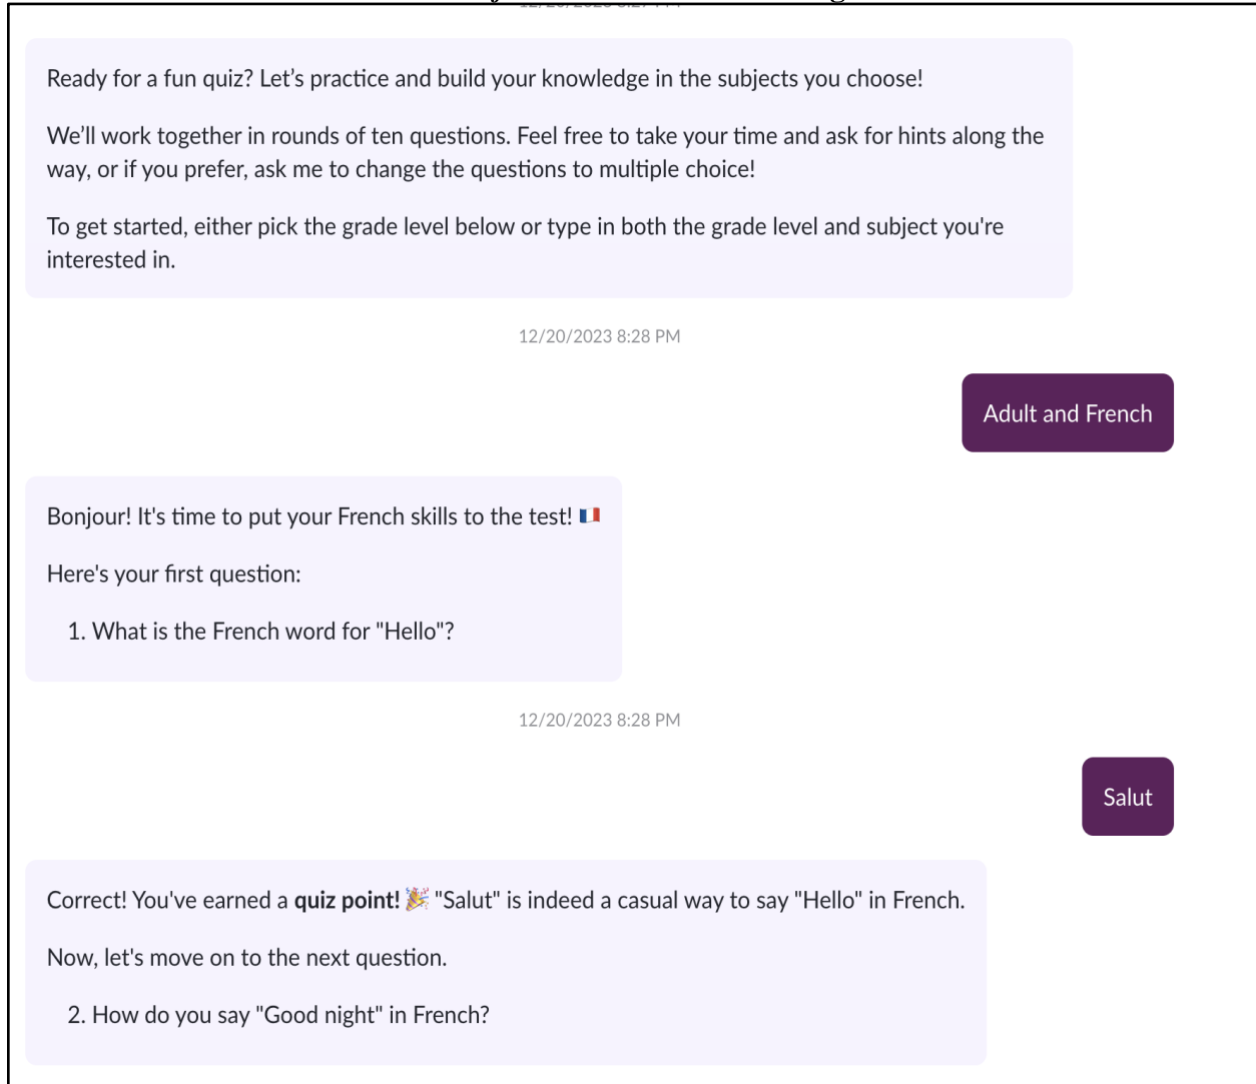 Ready for a fun quiz? Let’s practice and build your knowledge in the subjects you choose!
We’ll work together in rounds of ten questions. Feel free to take your time and ask for hints along the
way, or if you prefer, ask me to change the questions to multiple choice!
To get started, either pick the grade level below or type in both the grade level and subject you're
interested in.
12/20/2023 8:28 PM
Adult and French
Bonjour! It's time to put your French skills to the test! 🇫🇷
Here's your first question:
1. What is the French word for "Hello"?
12/20/2023 8:28 PM
Salut
Correct! You've earned a quiz point! 🎉 "Salut" is indeed a casual way to say "Hello" in French.
Now, let's move on to the next question.
2. How do you say "Good night" in French?